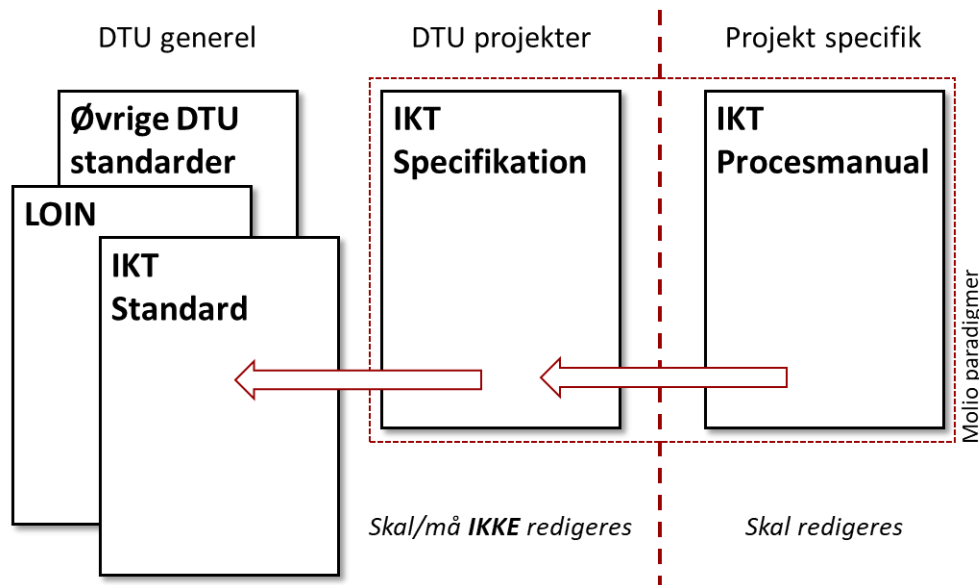 DTU generel
DTU projekter
Projekt specifik
Øvrige DTU
standarder
LOIN
IKT
Standard
IKT
Specifikation
IKT
Procesmanual
Molio paradigmer
Skal/må IKKE redigeres
Skal redigeres